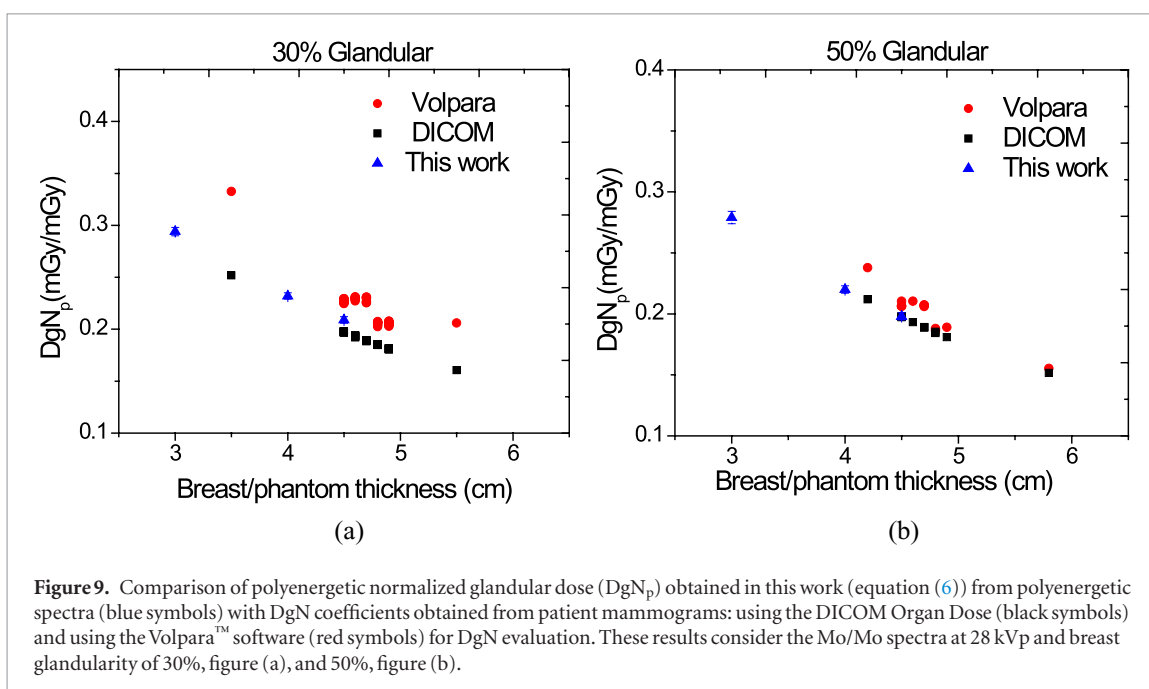 30% Glandular
0.4
0.3
0.2
0.1
DgNp(mGy/mGy)
Volpara
DICOM
This work
3 4 5 6
Breast/phantom thickness (cm)
(a)
50% Glandular
0.4
0.3
0.2
0.1
DgNp(mGy/mGy)
Volpara
DICOM
This work
3 4 5 6
Breast/phantom thickness (cm)
(b)
Figure 9. Comparison of polyenergetic normalized glandular dose (DgNp) obtained in this work (equation (6)) from polyenergetic
spectra (blue symbols) with DgN coefficients obtained from patient mammograms: using the DICOM Organ Dose (black symbols)
and using the Volpara™ software (red symbols) for DgN evaluation. These results consider the Mo/Mo spectra at 28 kVp and breast
glandularity of 30%, figure (a), and 50%, figure (b).